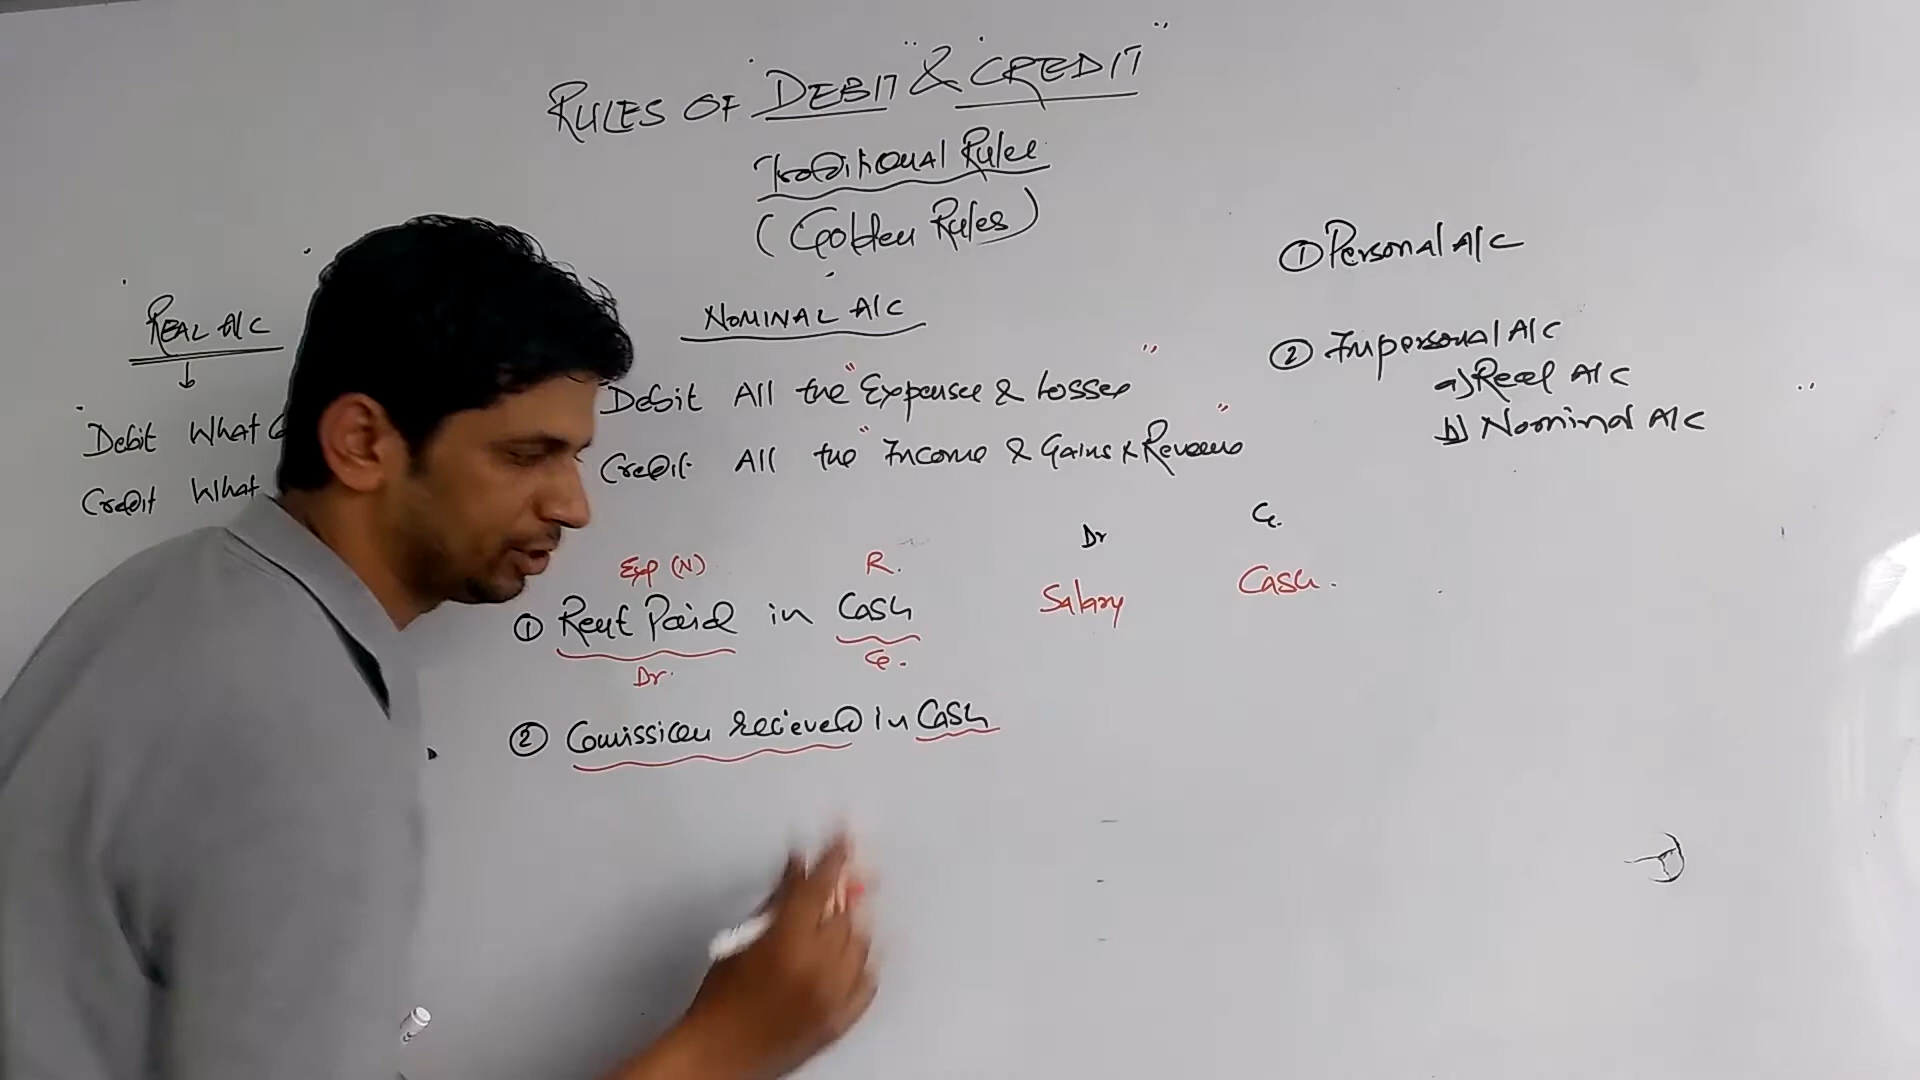 RULES OF "DEBIT" & "CREDIT"
Traditional Rules
(Golden Rules)
REAL A/C
Debit What
Credit What
NOMINAL A/C
Debit All the "Expenses & Losses"
Credit All the "Income & Gains &
① Personal A/C
② Impersonal A/C
a) Real A/C
b) Nominal A/C
Dr Cr.
Exp (N) R.
① Rent Paid in Cash Salary Cash.
Dr. Cr.
② Comission recieved in Cash